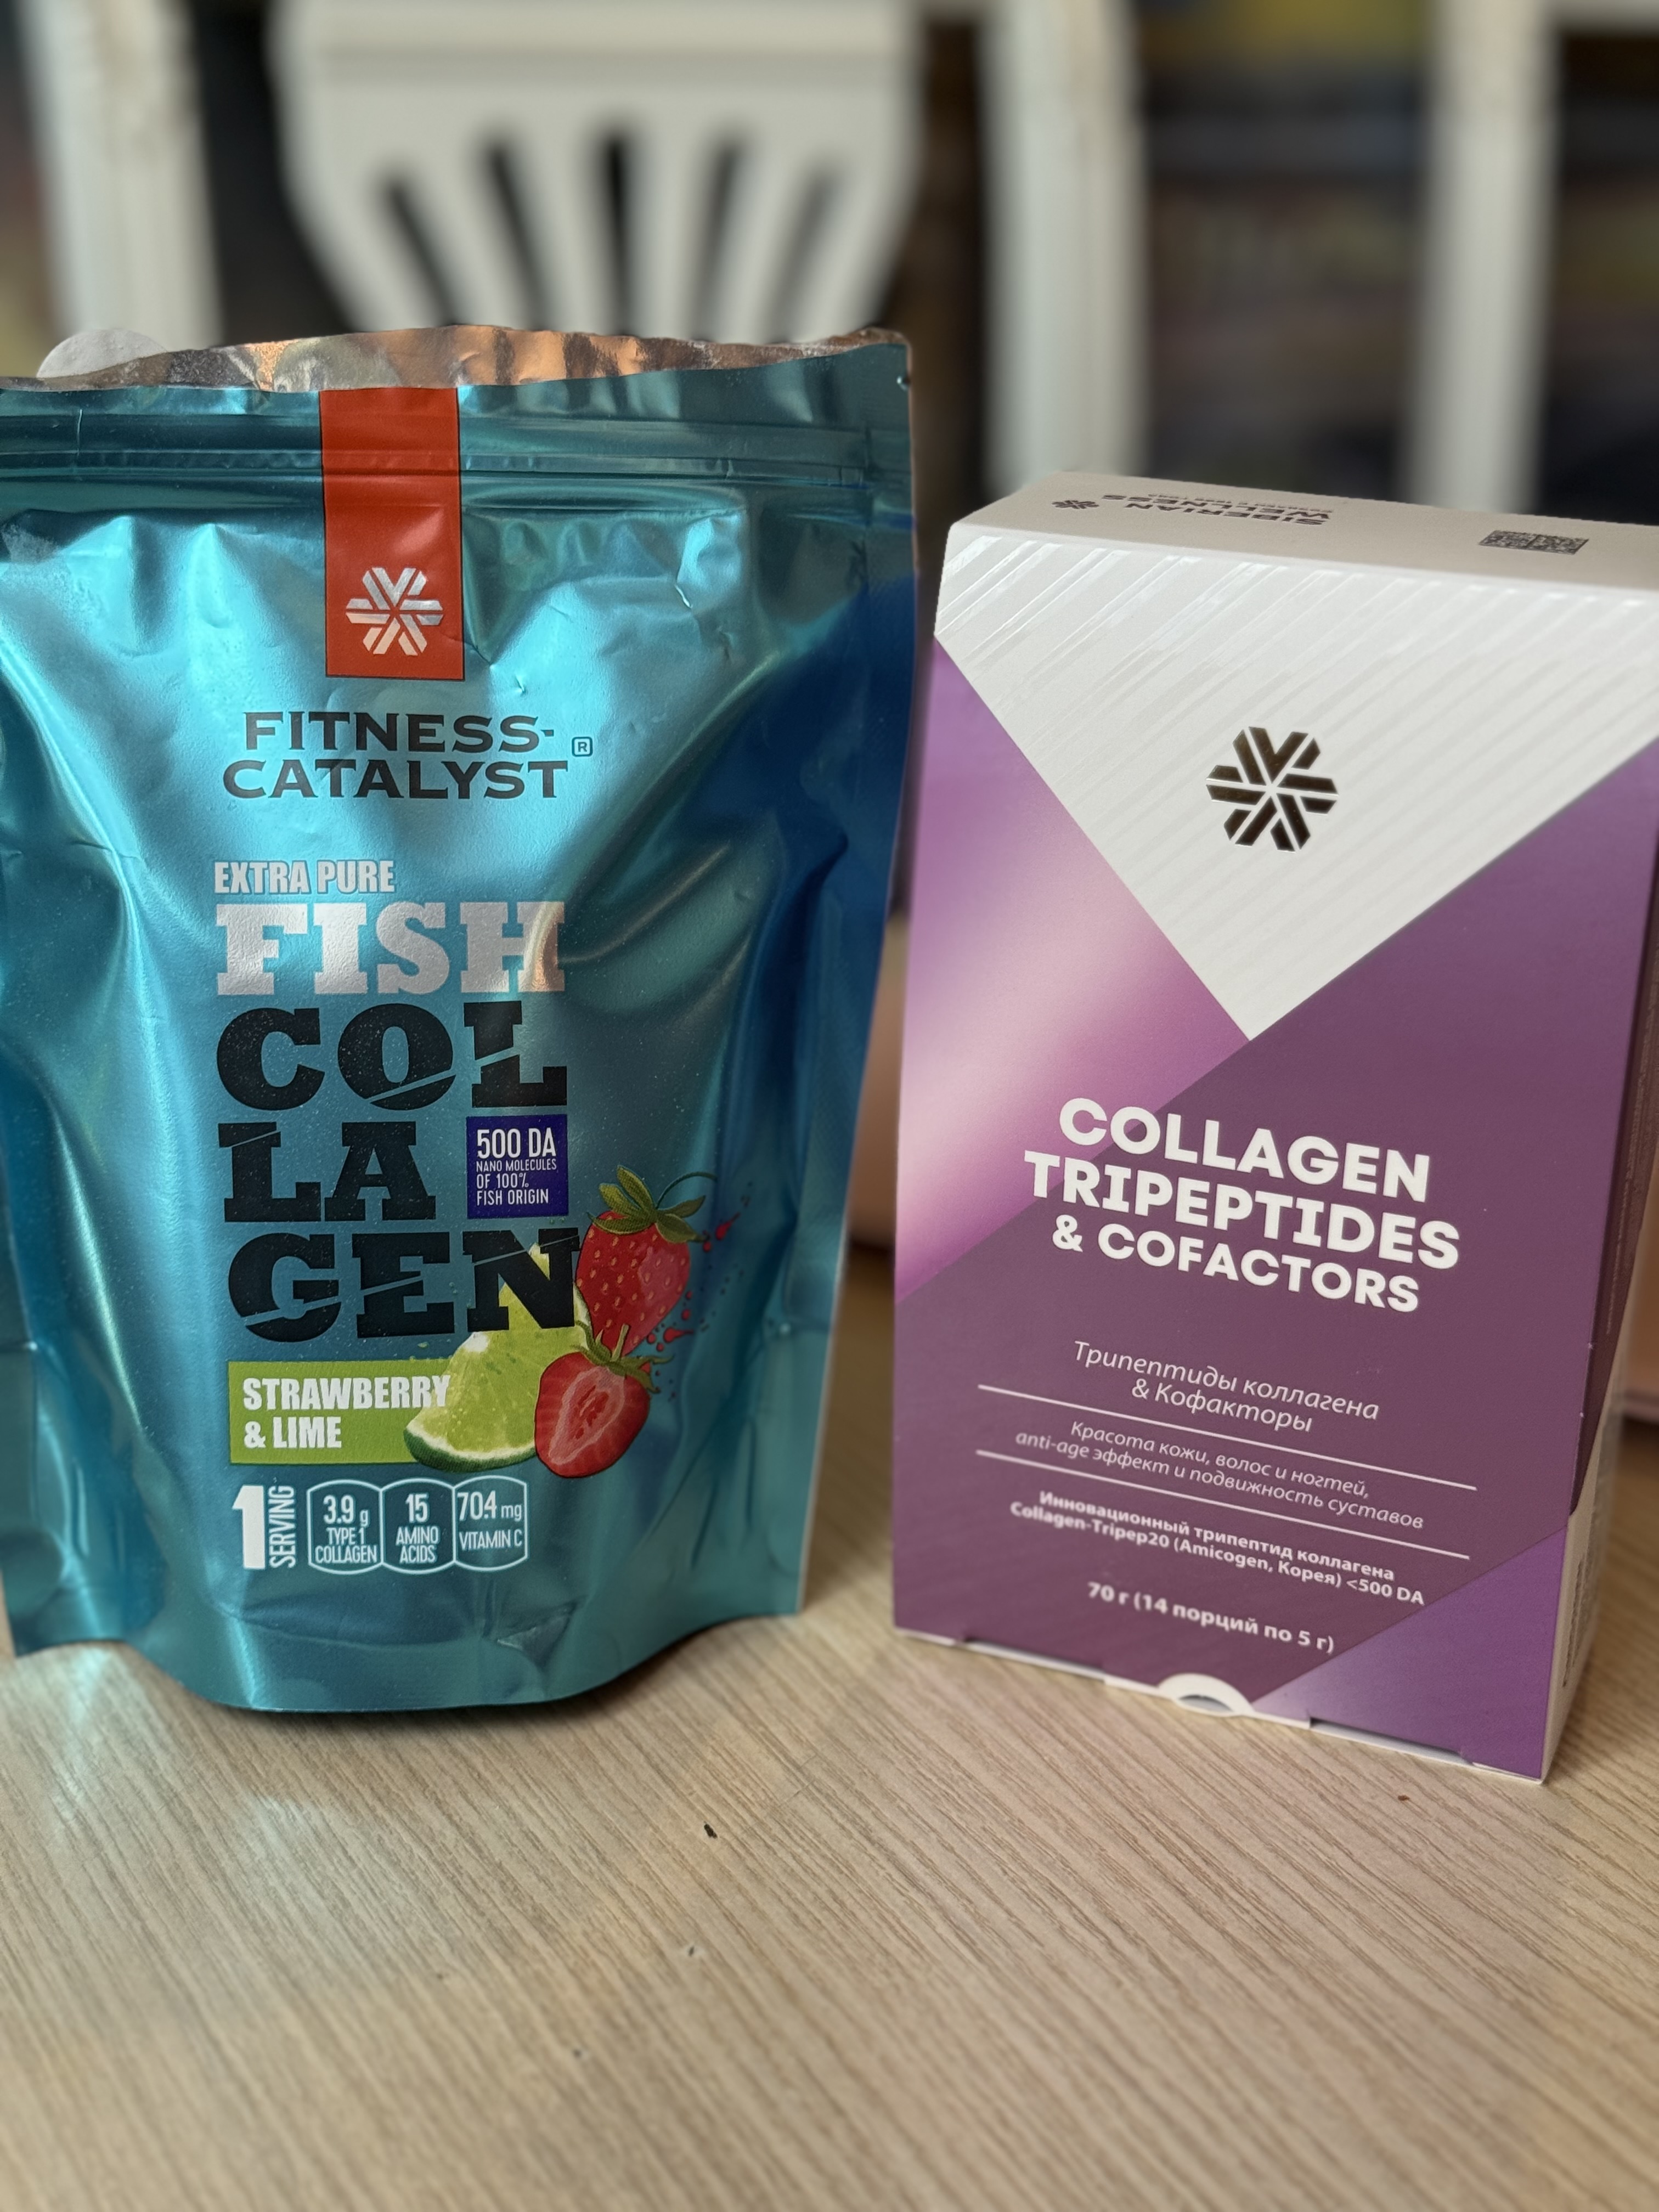 FITNESS-
CATALYST®
EXTRA PURE
FISH
COL
LA
GEN
500 DA
NANO MOLECULES
OF 100%
FISH ORIGIN
STRAWBERRY
& LIME
1 SERVING
3.9 g
TYPE 1
COLLAGEN
15
AMINO
ACIDS
704 mg
VITAMIN C
SIBERIAN
WELLNESS
COLLAGEN
TRIPEPTIDES
& COFACTORS
Трипептиды коллагена
& Кофакторы
Красота кожи, волос и ногтей,
anti-age эффект и подвижность суставов
Инновационный трипептид коллагена
Collagen-Tripep20 (Amicogen, Корея) <500 DA
70 г (14 порций по 5 г)